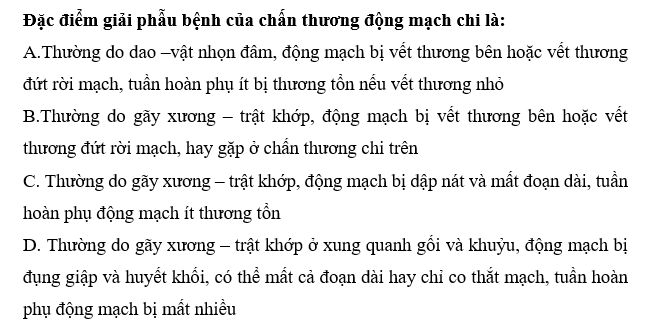 Đặc điểm giải phẫu bệnh của chấn thương động mạch chi là:
A.Thường do dao –vật nhọn đâm, động mạch bị vết thương bên hoặc vết thương
đứt rời mạch, tuần hoàn phụ ít bị thương tổn nếu vết thương nhỏ
B.Thường do gãy xương – trật khớp, động mạch bị vết thương bên hoặc vết
thương đứt rời mạch, hay gặp ở chấn thương chi trên
C. Thường do gãy xương – trật khớp, động mạch bị dập nát và mất đoạn dài, tuần
hoàn phụ động mạch ít thương tổn
D. Thường do gãy xương – trật khớp ở xung quanh gối và khuỷu, động mạch bị
đụng giập và huyết khối, có thể mất cả đoạn dài hay chỉ co thắt mạch, tuần hoàn
phụ động mạch bị mất nhiều